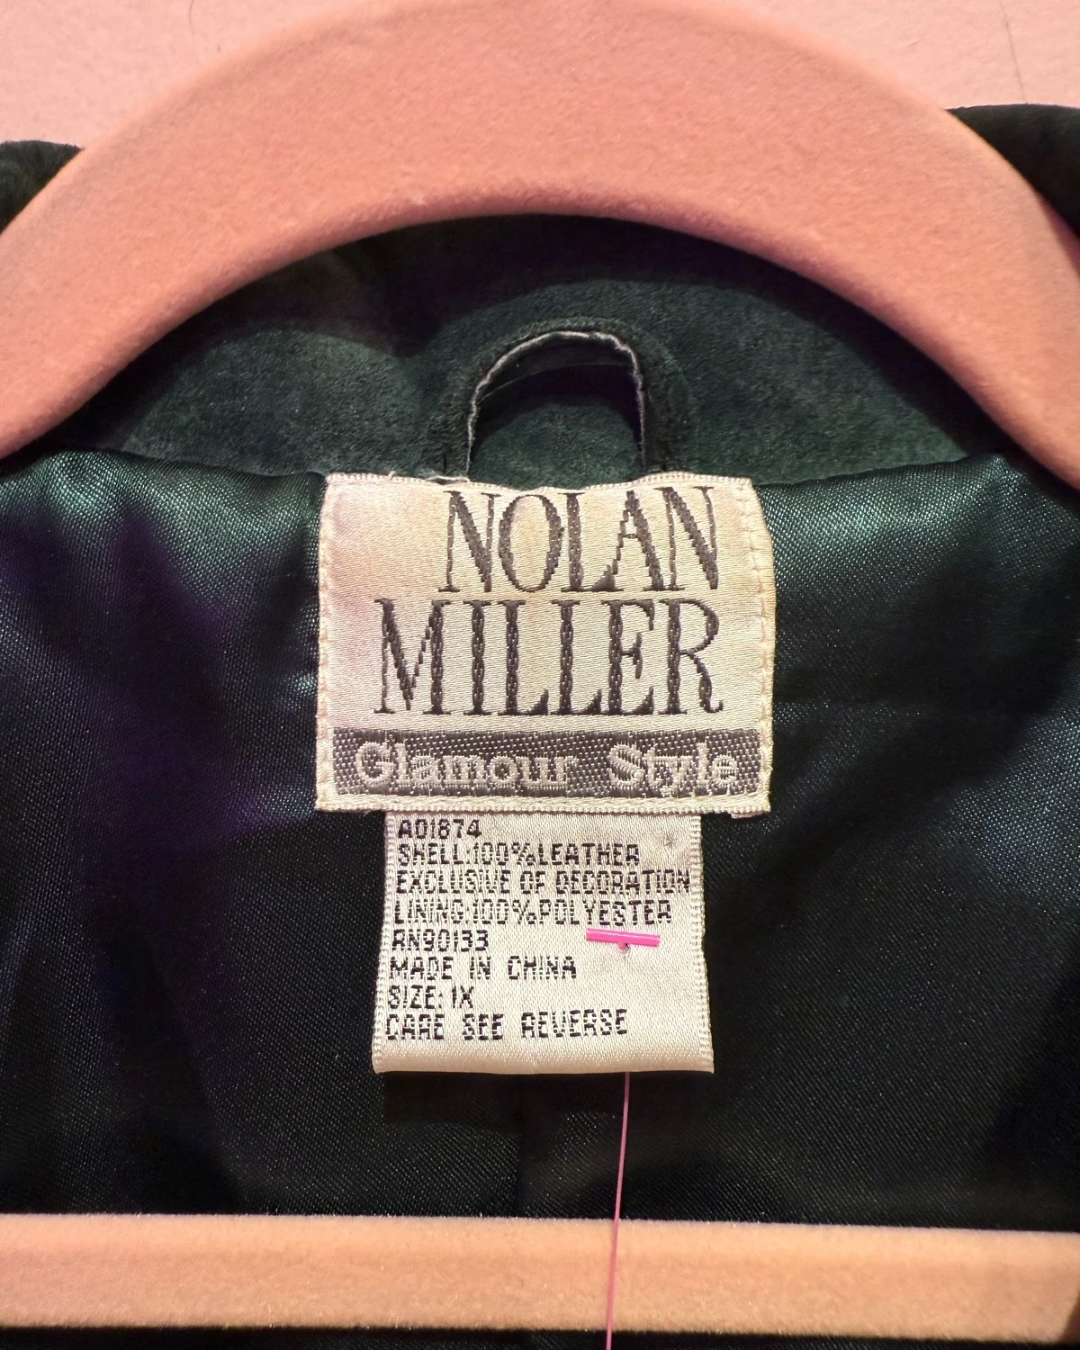 NOLAN
MILLER
Glamour Style
A01874
SHELL:100%LEATHER
EXCLUSIVE OF DECORATION
LINING:100%POLYESTER
RN90133
MADE IN CHINA
SIZE:1X
CARE SEE REVERSE